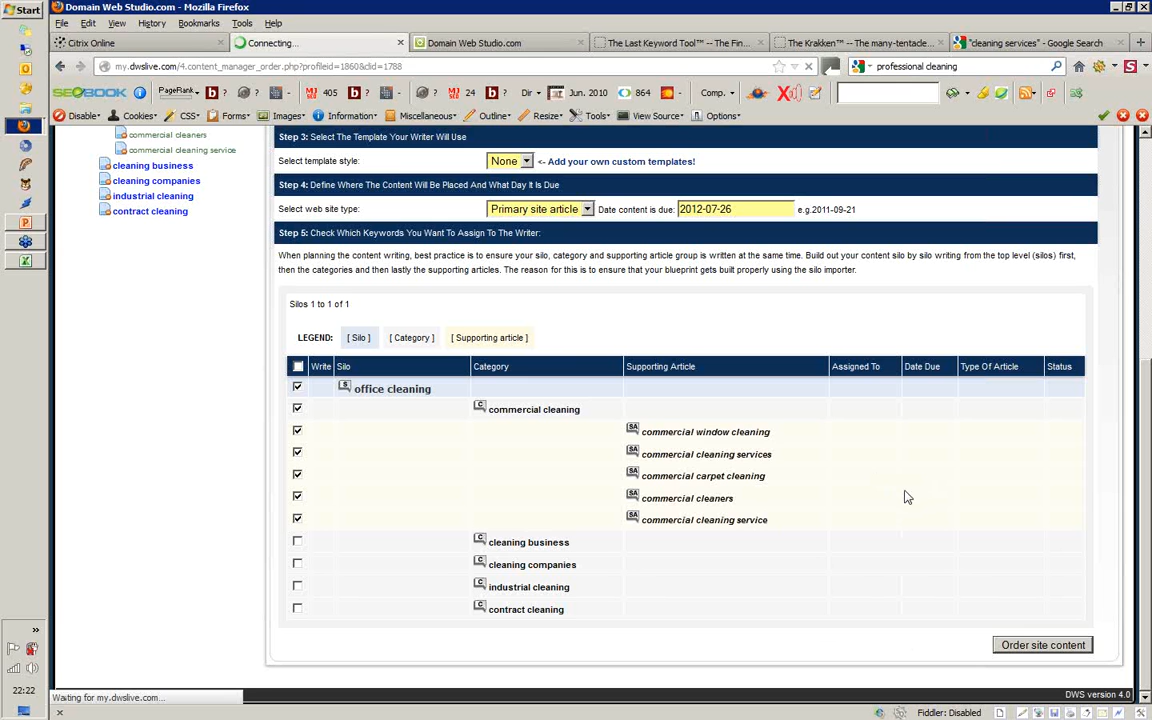 Start
Domain Web Studio.com - Mozilla Firefox
File Edit View History Bookmarks Tools Help
Citrix Online
Connecting...
Domain Web Studio.com
The Last Keyword Tool™ -- The Fin...
The Krakken™ -- The many-tentacle...
"cleaning services" - Google Search
my.dwslive.com/4.content_manager_order.php?profileid=1860&clid=1788
professional cleaning
SEOBOOK PageRank 405 24 Dir Jun. 2010 864 Comp.
Disable Cookies CSS Forms Images Information Miscellaneous Outline Resize Tools View Source Options
commercial cleaners
commercial cleaning service
cleaning business
cleaning companies
industrial cleaning
contract cleaning
Step 3: Select The Template Your Writer Will Use
Select template style: None <- Add your own custom templates!
Step 4: Define Where The Content Will Be Placed And What Day It Is Due
Select web site type: Primary site article Date content is due: 2012-07-26 e.g.2011-09-21
Step 5: Check Which Keywords You Want To Assign To The Writer:
When planning the content writing, best practice is to ensure your silo, category and supporting article group is written at the same time. Build out your content silo by silo writing from the top level (silos) first,
then the categories and then lastly the supporting articles. The reason for this is to ensure that your blueprint gets built properly using the silo importer.
Silos 1 to 1 of 1
LEGEND: [ Silo ] [ Category ] [ Supporting article ]
Write Silo Category Supporting Article Assigned To Date Due Type Of Article Status
S office cleaning
C commercial cleaning
SA commercial window cleaning
SA commercial cleaning services
SA commercial carpet cleaning
SA commercial cleaners
SA commercial cleaning service
C cleaning business
C cleaning companies
C industrial cleaning
C contract cleaning
Order site content
DWS version 4.0
22:22
Waiting for my.dwslive.com...
Fiddler: Disabled